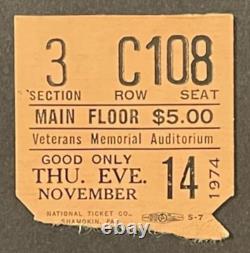 3 C108
SECTION ROW SEAT
MAIN FLOOR $5.00
Veterans Memorial Auditorium
GOOD ONLY
THU. EVE. 14 1974
NOVEMBER
NATIONAL TICKET CO. S-7
SHAMOKIN, PA.